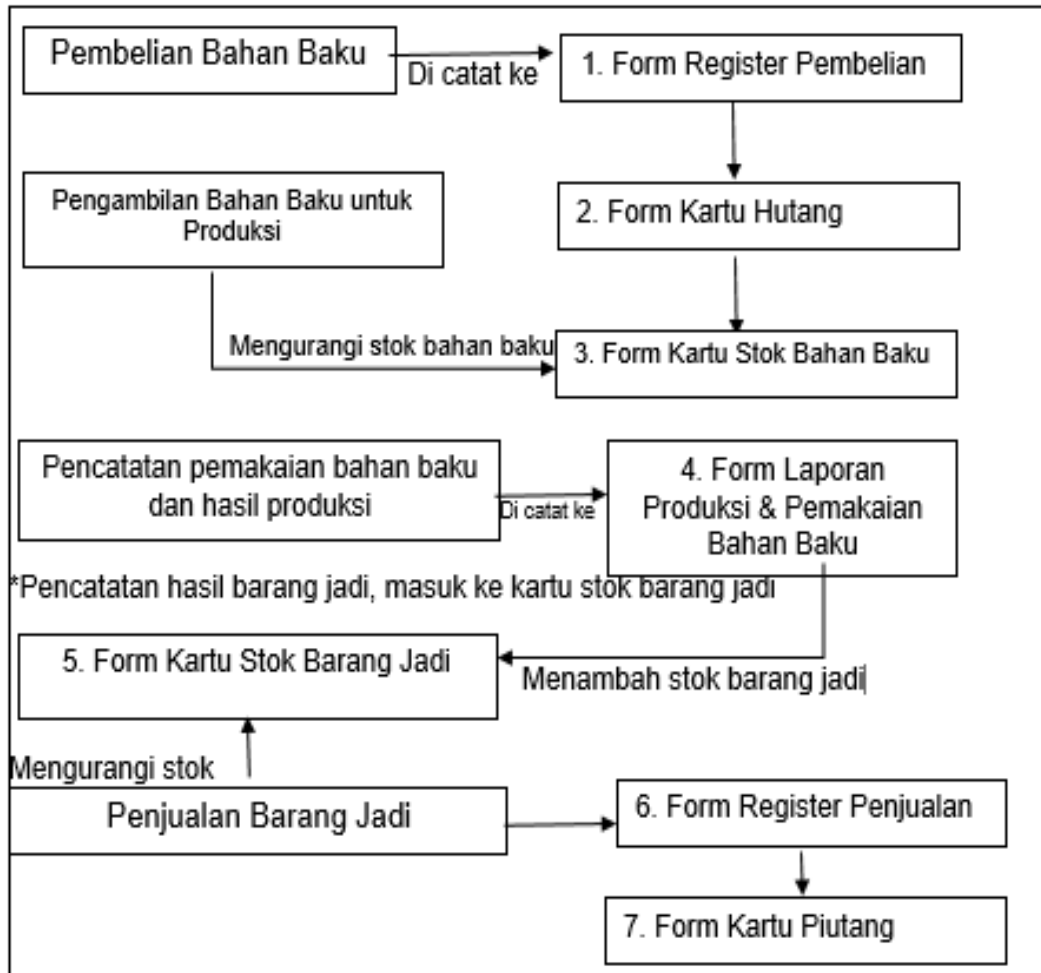 Pembelian Bahan Baku
Di catat ke
1. Form Register Pembelian
Pengambilan Bahan Baku untuk
Produksi
2. Form Kartu Hutang
Mengurangi stok bahan baku
3. Form Kartu Stok Bahan Baku
Pencatatan pemakaian bahan baku
dan hasil produksi
Di catat ke
4. Form Laporan
Produksi & Pemakaian
Bahan Baku
*Pencatatan hasil barang jadi, masuk ke kartu stok barang jadi
5. Form Kartu Stok Barang Jadi
Menambah stok barang jadi
Mengurangi stok
Penjualan Barang Jadi
6. Form Register Penjualan
7. Form Kartu Piutang